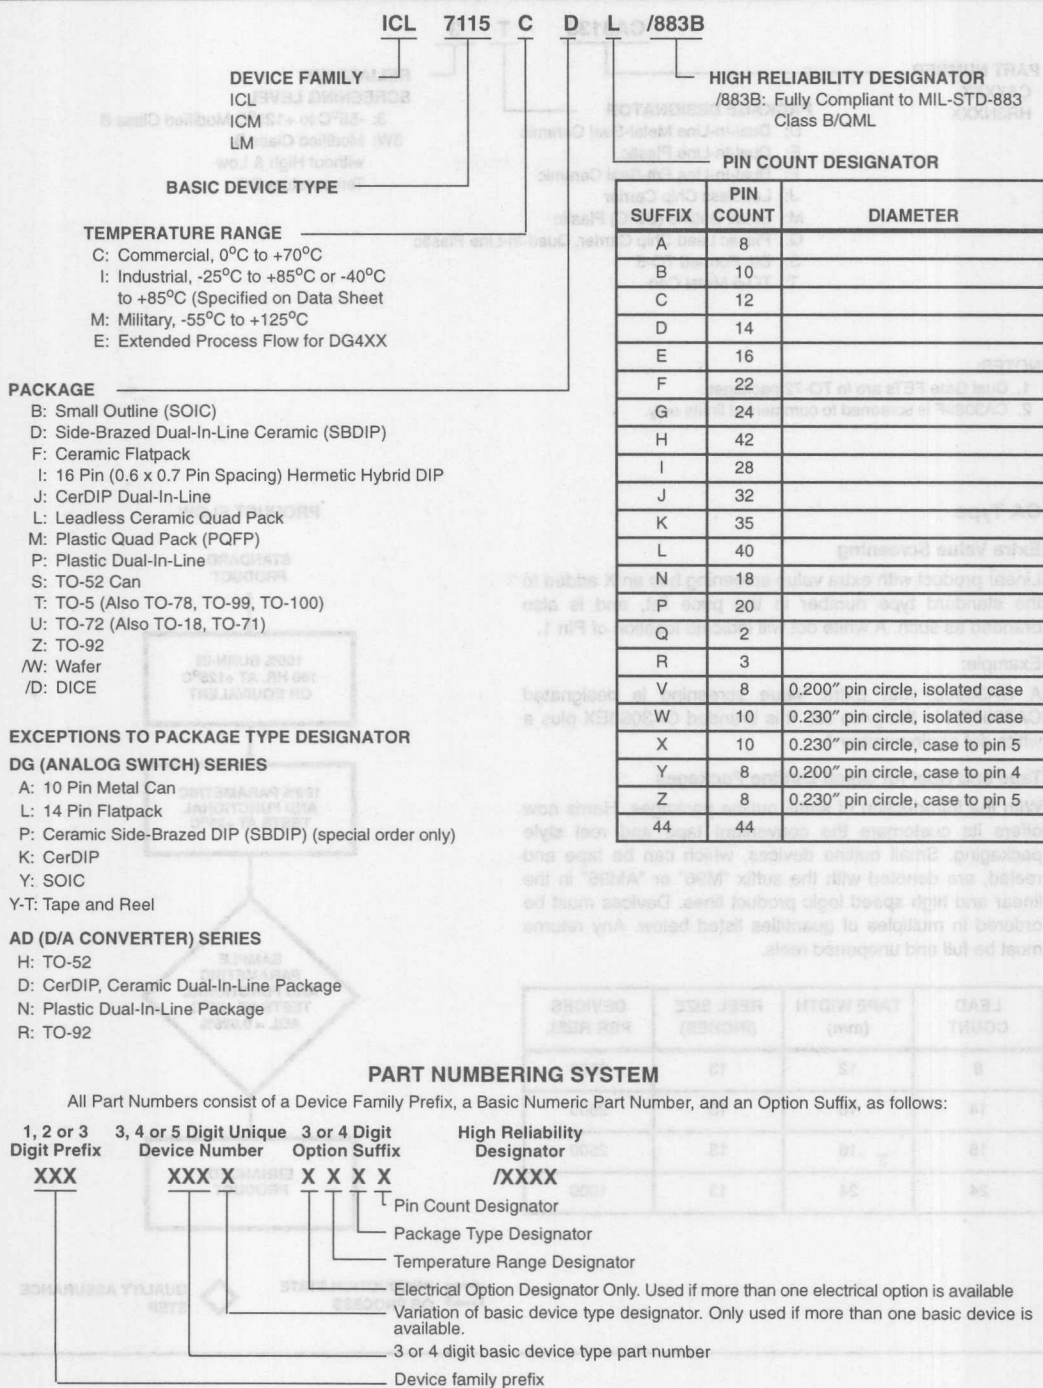 ICL 7115 C D L /883B
DEVICE FAMILY
ICL
ICM
LM
BASIC DEVICE TYPE
TEMPERATURE RANGE
C: Commercial, 0°C to +70°C
I: Industrial, -25°C to +85°C or -40°C
to +85°C (Specified on Data Sheet
M: Military, -55°C to +125°C
E: Extended Process Flow for DG4XX
PACKAGE
B: Small Outline (SOIC)
D: Side-Brazed Dual-In-Line Ceramic (SBDIP)
F: Ceramic Flatpack
I: 16 Pin (0.6 x 0.7 Pin Spacing) Hermetic Hybrid DIP
J: CerDIP Dual-In-Line
L: Leadless Ceramic Quad Pack
M: Plastic Quad Pack (PQFP)
P: Plastic Dual-In-Line
S: TO-52 Can
T: TO-5 (Also TO-78, TO-99, TO-100)
U: TO-72 (Also TO-18, TO-71)
Z: TO-92
/W: Wafer
/D: DICE
EXCEPTIONS TO PACKAGE TYPE DESIGNATOR
DG (ANALOG SWITCH) SERIES
A: 10 Pin Metal Can
L: 14 Pin Flatpack
P: Ceramic Side-Brazed DIP (SBDIP) (special order only)
K: CerDIP
Y: SOIC
Y-T: Tape and Reel
AD (D/A CONVERTER) SERIES
H: TO-52
D: CerDIP, Ceramic Dual-In-Line Package
N: Plastic Dual-In-Line Package
R: TO-92
HIGH RELIABILITY DESIGNATOR
/883B: Fully Compliant to MIL-STD-883
Class B/QML
PIN COUNT DESIGNATOR
SUFFIX PIN COUNT DIAMETER
A 8
B 10
C 12
D 14
E 16
F 22
G 24
H 42
I 28
J 32
K 35
L 40
N 18
P 20
Q 2
R 3
V 8 0.200″ pin circle, isolated case
W 10 0.230″ pin circle, isolated case
X 10 0.230″ pin circle, case to pin 5
Y 8 0.200″ pin circle, case to pin 4
Z 8 0.230″ pin circle, case to pin 5
44 44
PART NUMBERING SYSTEM
All Part Numbers consist of a Device Family Prefix, a Basic Numeric Part Number, and an Option Suffix, as follows:
1, 2 or 3 3, 4 or 5 Digit Unique 3 or 4 Digit High Reliability
Digit Prefix Device Number Option Suffix Designator
XXX XXX X X X X X /XXXX
Pin Count Designator
Package Type Designator
Temperature Range Designator
Electrical Option Designator Only. Used if more than one electrical option is available
Variation of basic device type designator. Only used if more than one basic device is
available.
3 or 4 digit basic device type part number
Device family prefix